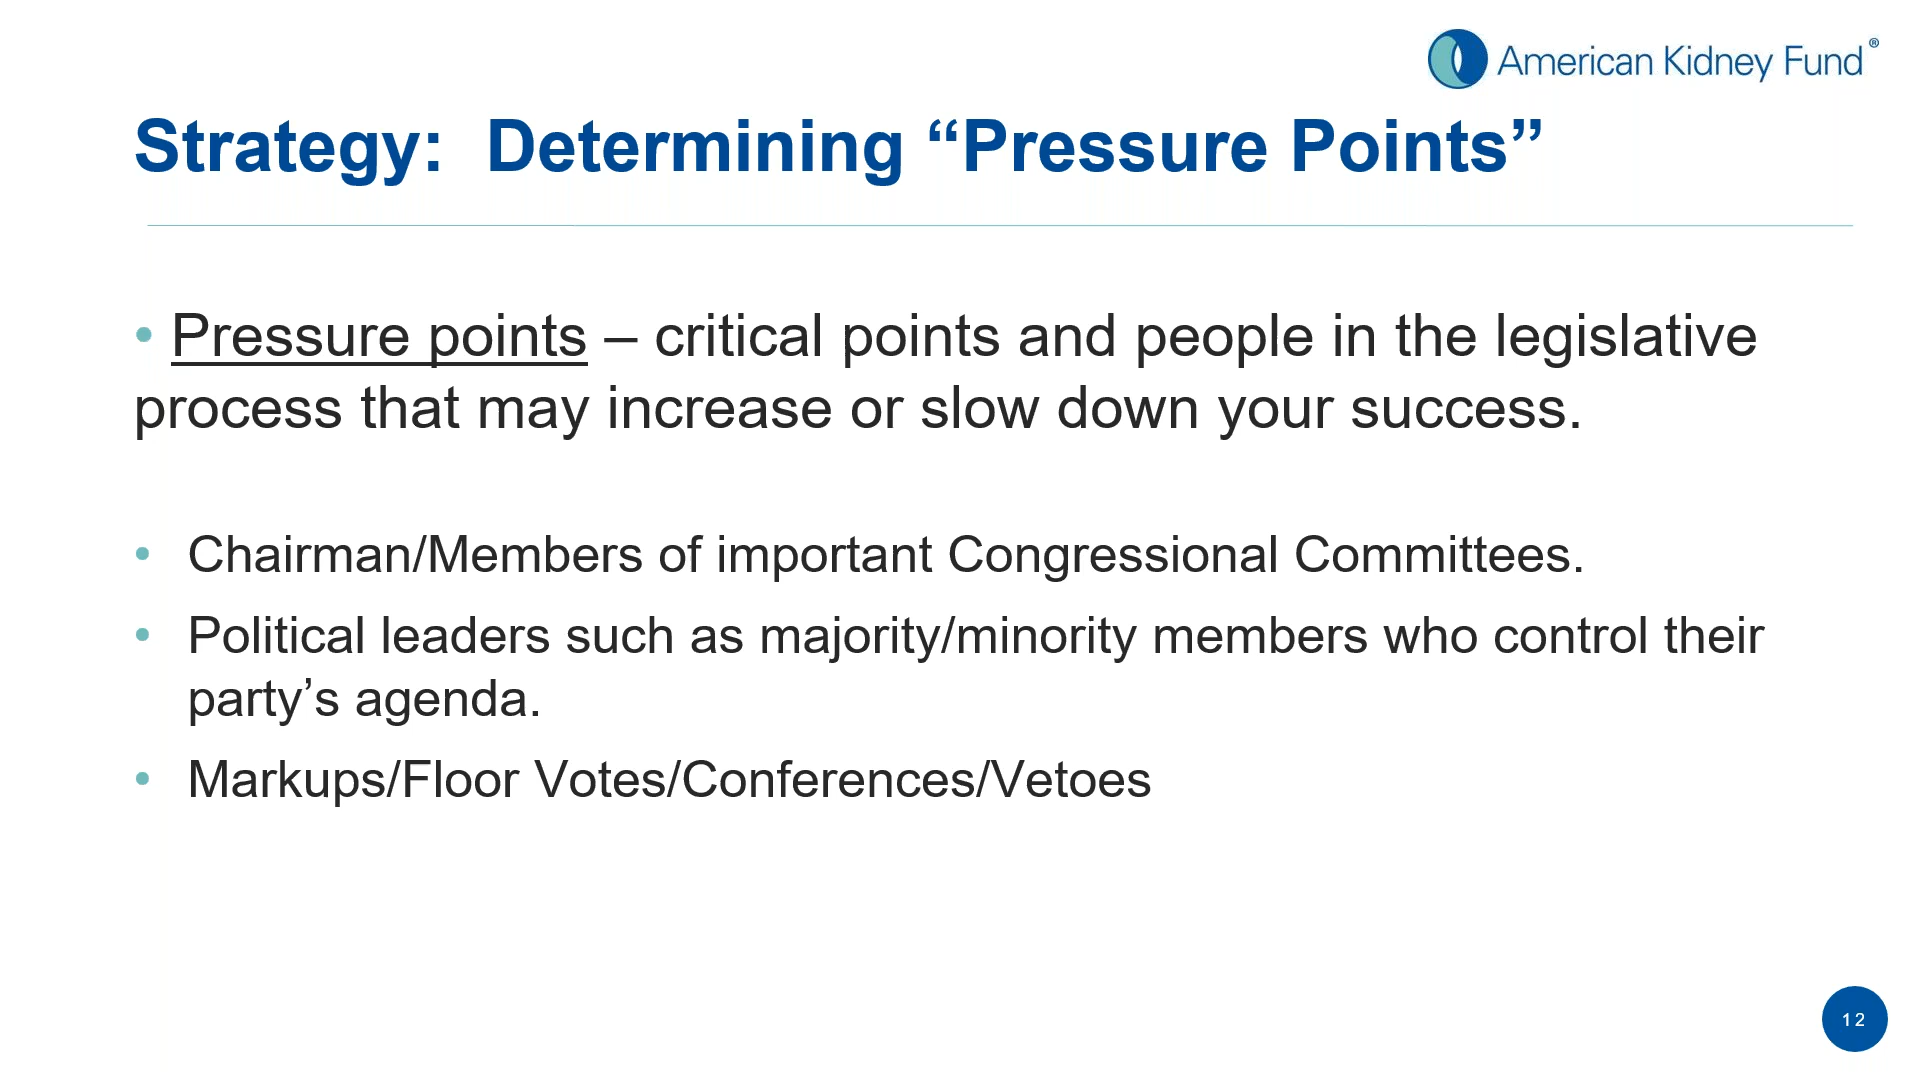 American Kidney Fund®
Strategy:  Determining “Pressure Points”
• Pressure points – critical points and people in the legislative
process that may increase or slow down your success.
• Chairman/Members of important Congressional Committees.
• Political leaders such as majority/minority members who control their
party’s agenda.
• Markups/Floor Votes/Conferences/Vetoes
12